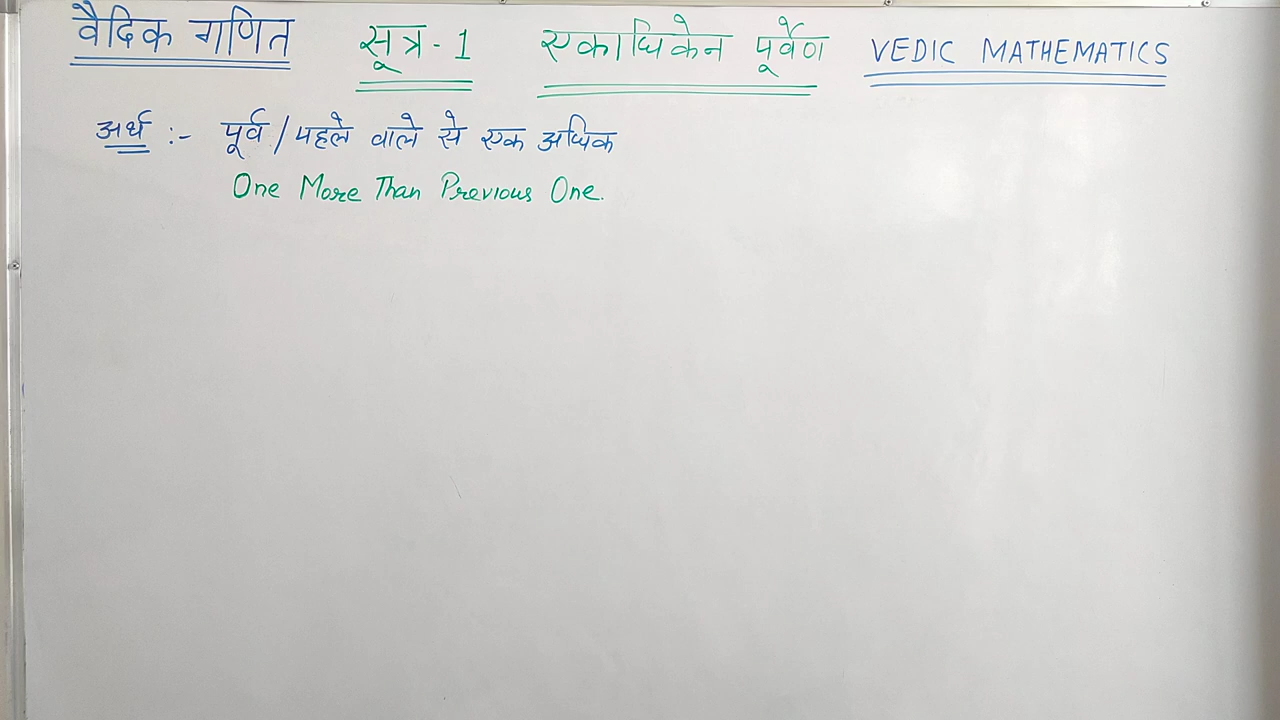 वैदिक गणित सूत्र-1 एकाधिकेन पूर्वेण VEDIC MATHEMATICS
अर्थ :- पूर्व/पहले वाले से एक अधिक
One More Than Previous One.